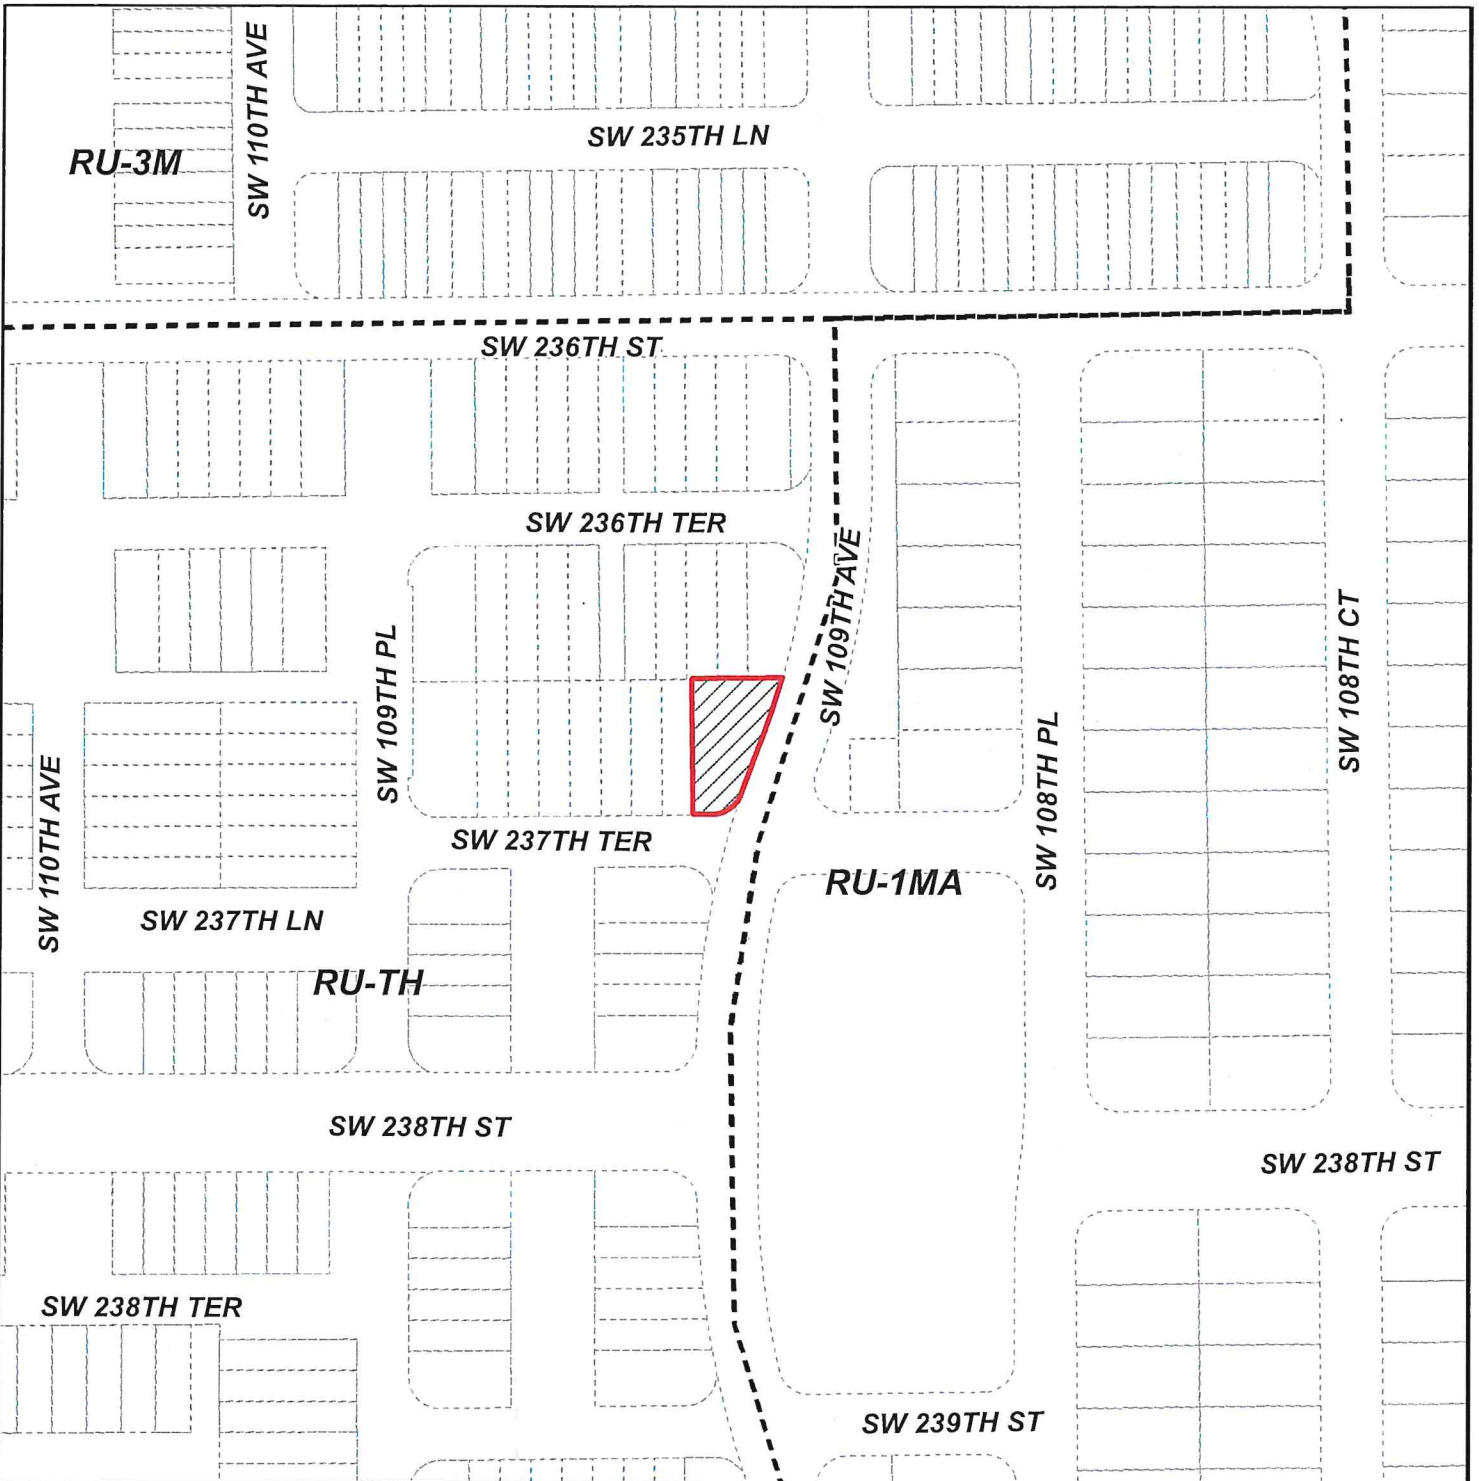 SW 110TH AVE
SW 235TH LN
RU-3M
SW 236TH ST
SW 236TH TER
SW 109TH AVE
SW 108TH CT
SW 109TH PL
SW 108TH PL
SW 237TH TER
SW 110TH AVE
RU-1MA
SW 237TH LN
RU-TH
SW 238TH ST
SW 238TH ST
SW 238TH TER
SW 239TH ST